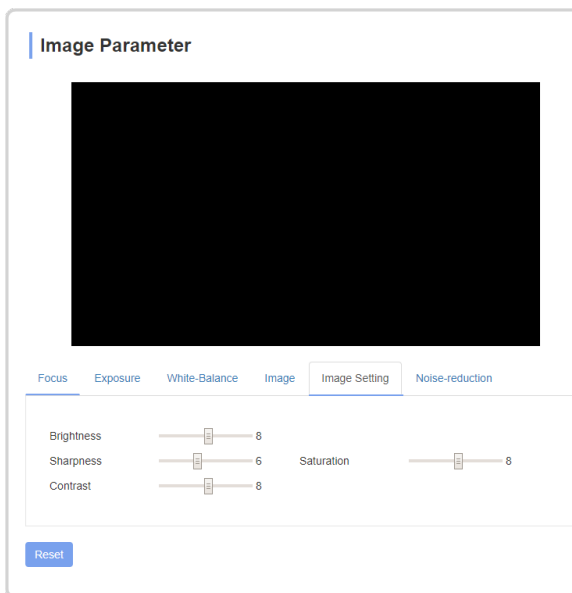 Image Parameter
Focus Exposure White-Balance Image Image Setting Noise-reduction
Brightness 8
Sharpness 6 Saturation 8
Contrast 8
Reset